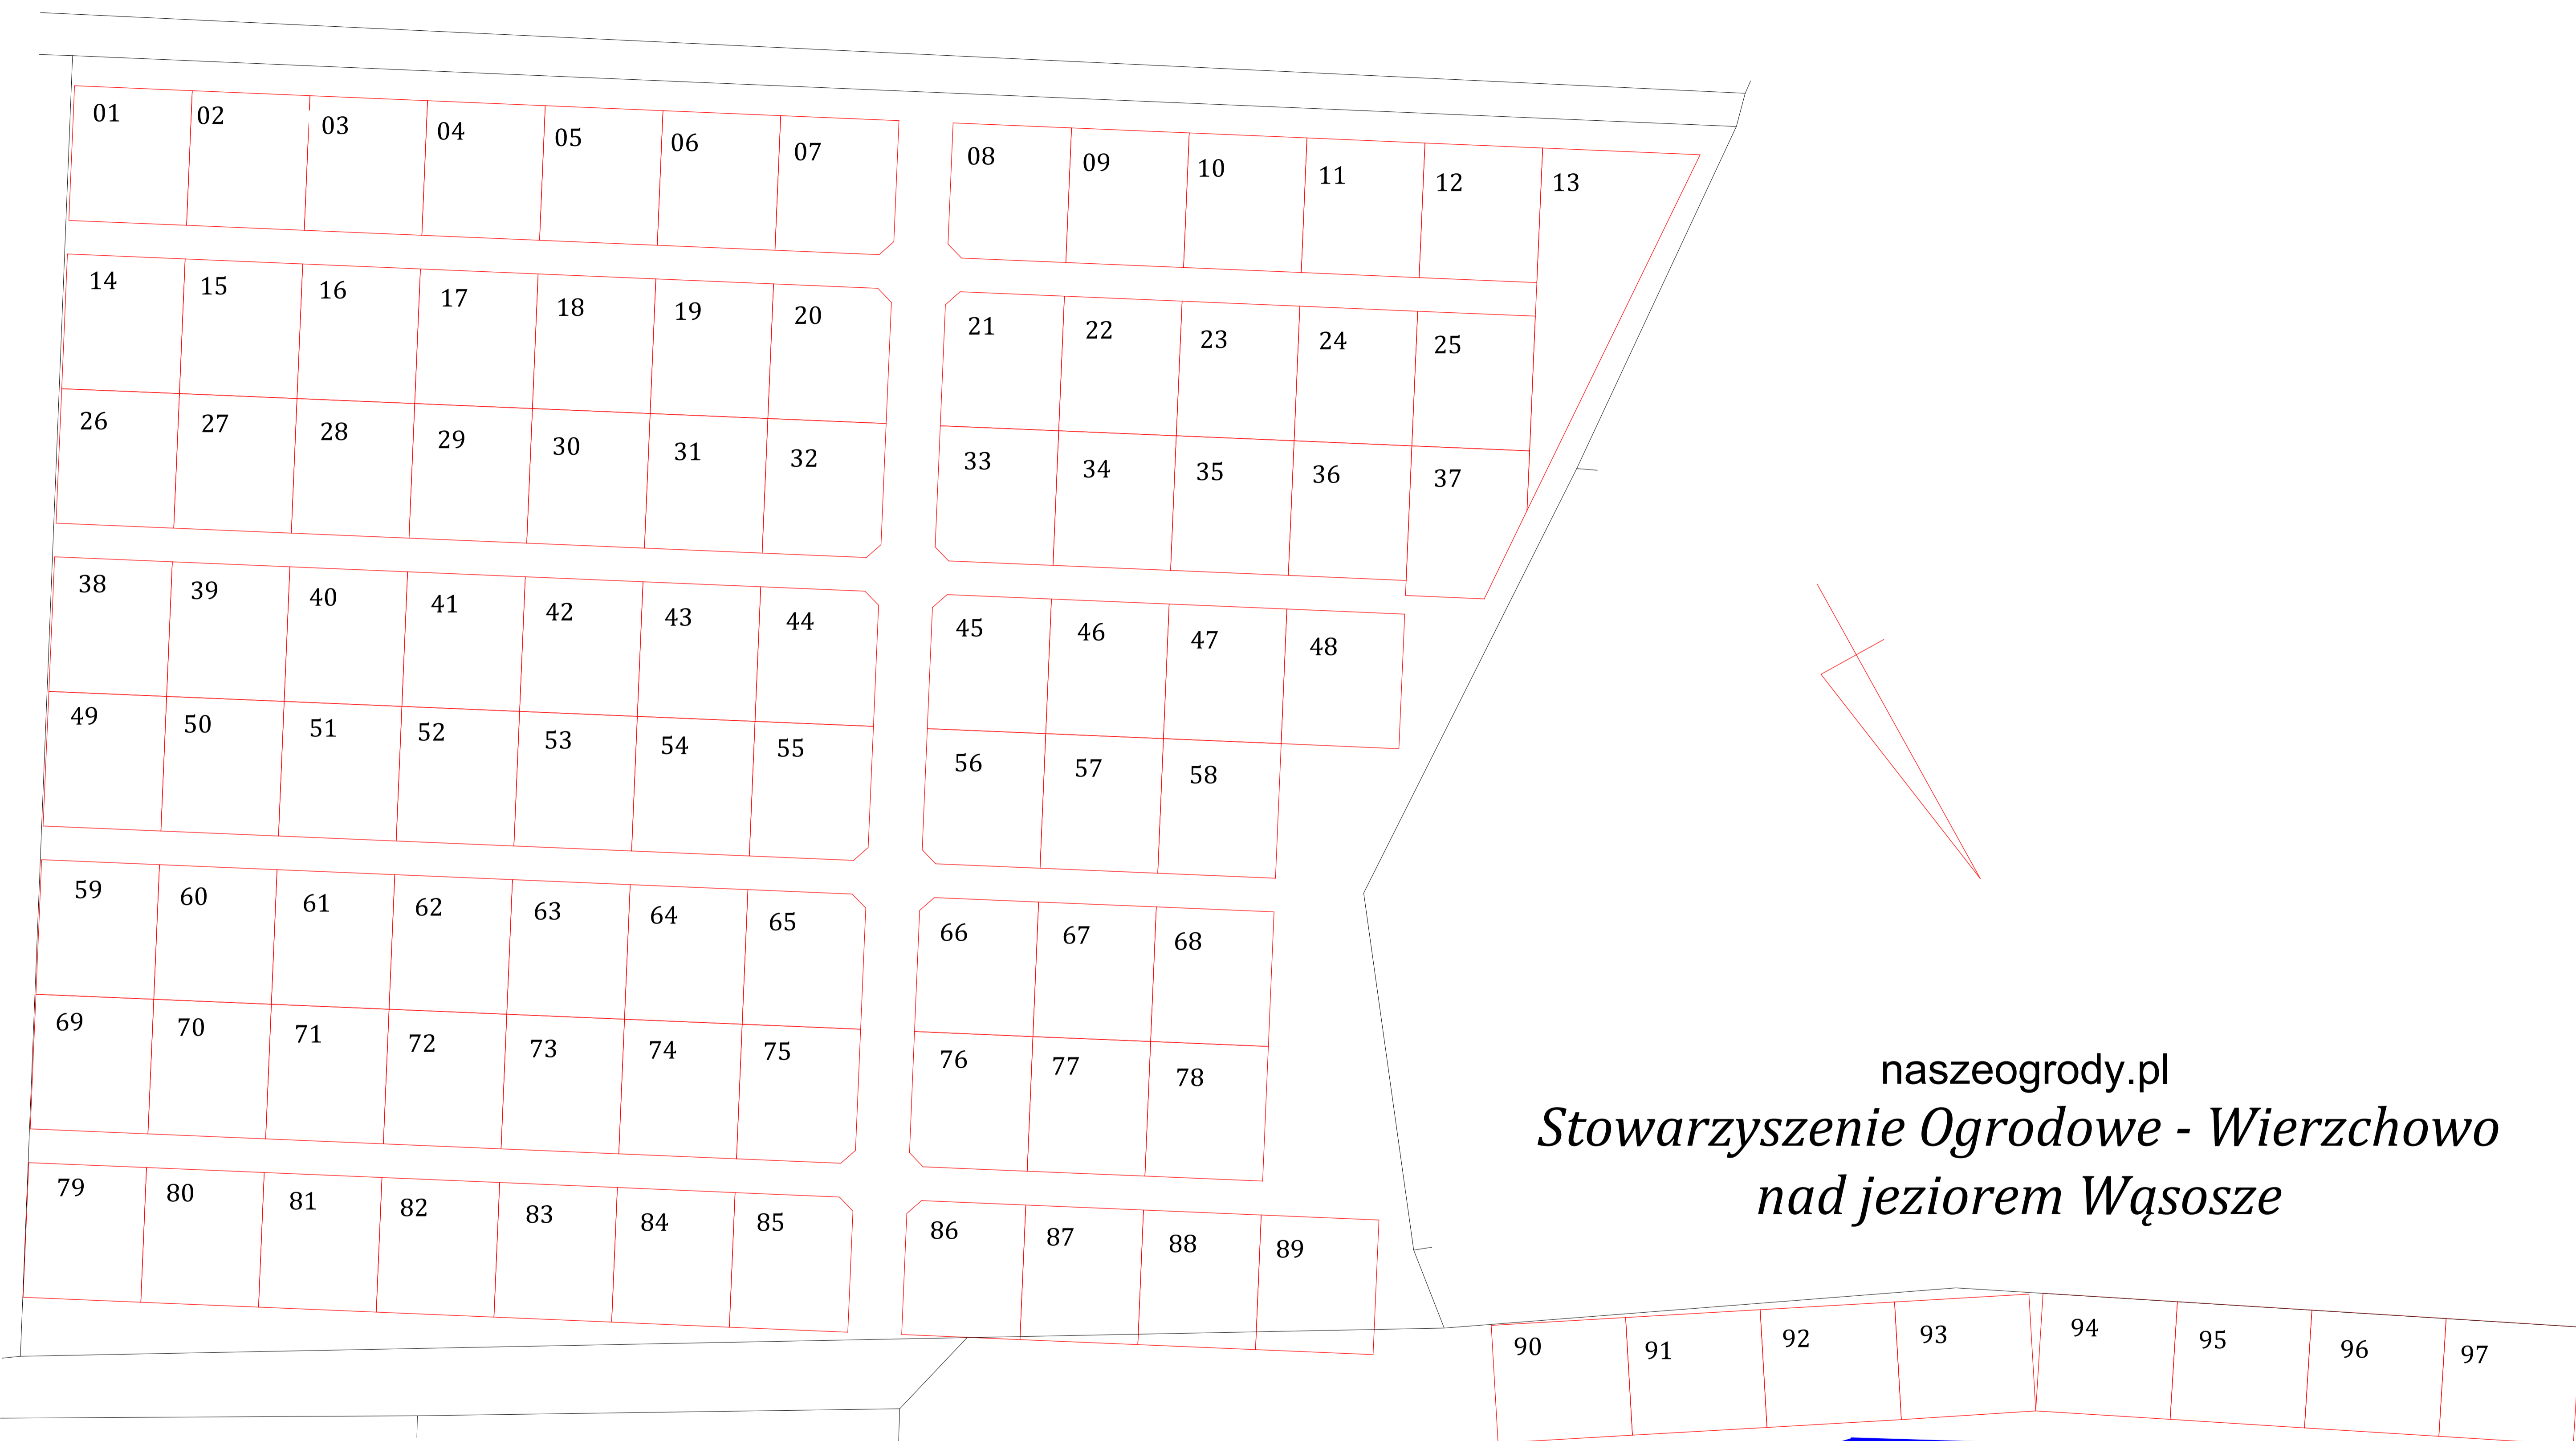 01 02 03 04 05 06 07 08 09 10 11 12 13
14 15 16 17 18 19 20 21 22 23 24 25
26 27 28 29 30 31 32 33 34 35 36 37
38 39 40 41 42 43 44 45 46 47 48
49 50 51 52 53 54 55 56 57 58
59 60 61 62 63 64 65 66 67 68
69 70 71 72 73 74 75 76 77 78
79 80 81 82 83 84 85 86 87 88 89
naszeogrody.pl
Stowarzyszenie Ogrodowe - Wierzchowo
nad jeziorem Wąsosze
90 91 92 93 94 95 96 97